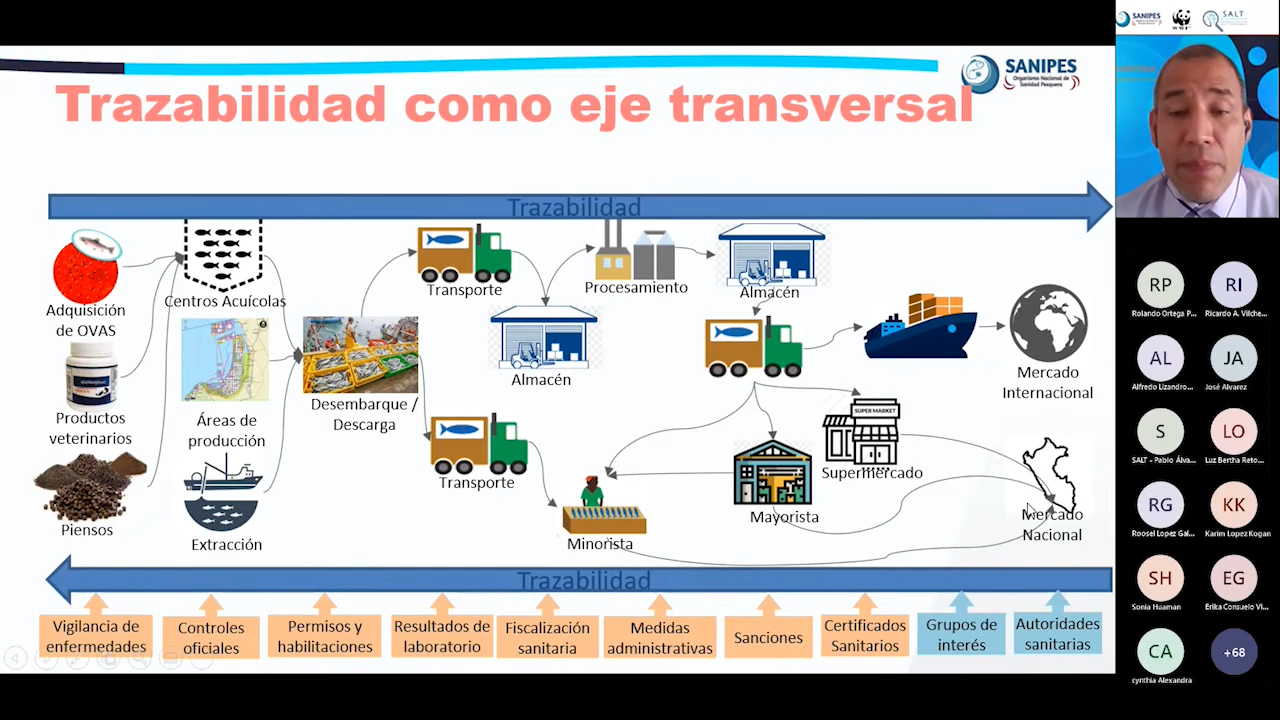 SANIPES
Organismo Nacional de
Sanidad Pesquera
Trazabilidad como eje transversal
Trazabilidad
Adquisición
de OVAS
Centros Acuícolas
Transporte
Procesamiento
Almacén
Almacén
Productos
veterinarios
Áreas de
producción
Desembarque /
Descarga
Mercado
Internacional
SUPER MARKET
Supermercado
Transporte
Piensos
Extracción
Minorista
Mayorista
Mercado
Nacional
Trazabilidad
Vigilancia de
enfermedades
Controles
oficiales
Permisos y
habilitaciones
Resultados de
laboratorio
Fiscalización
sanitaria
Medidas
administrativas
Sanciones
Certificados
Sanitarios
Grupos de
interés
Autoridades
sanitarias
SANIPES
WWF
SALT
RP
Rolando Ortega P...
RI
Ricardo A. Vilche...
AL
Alfredo Lizandro...
JA
José Alvarez
S
SALT - Pablo Álva...
LO
Luz Bertha Reto...
RG
Roosel Lopez Gal...
KK
Karim Lopez Kogan
SH
Sonia Huaman
EG
Erika Consuelo Vi...
CA
cynthia Alexandra
+68